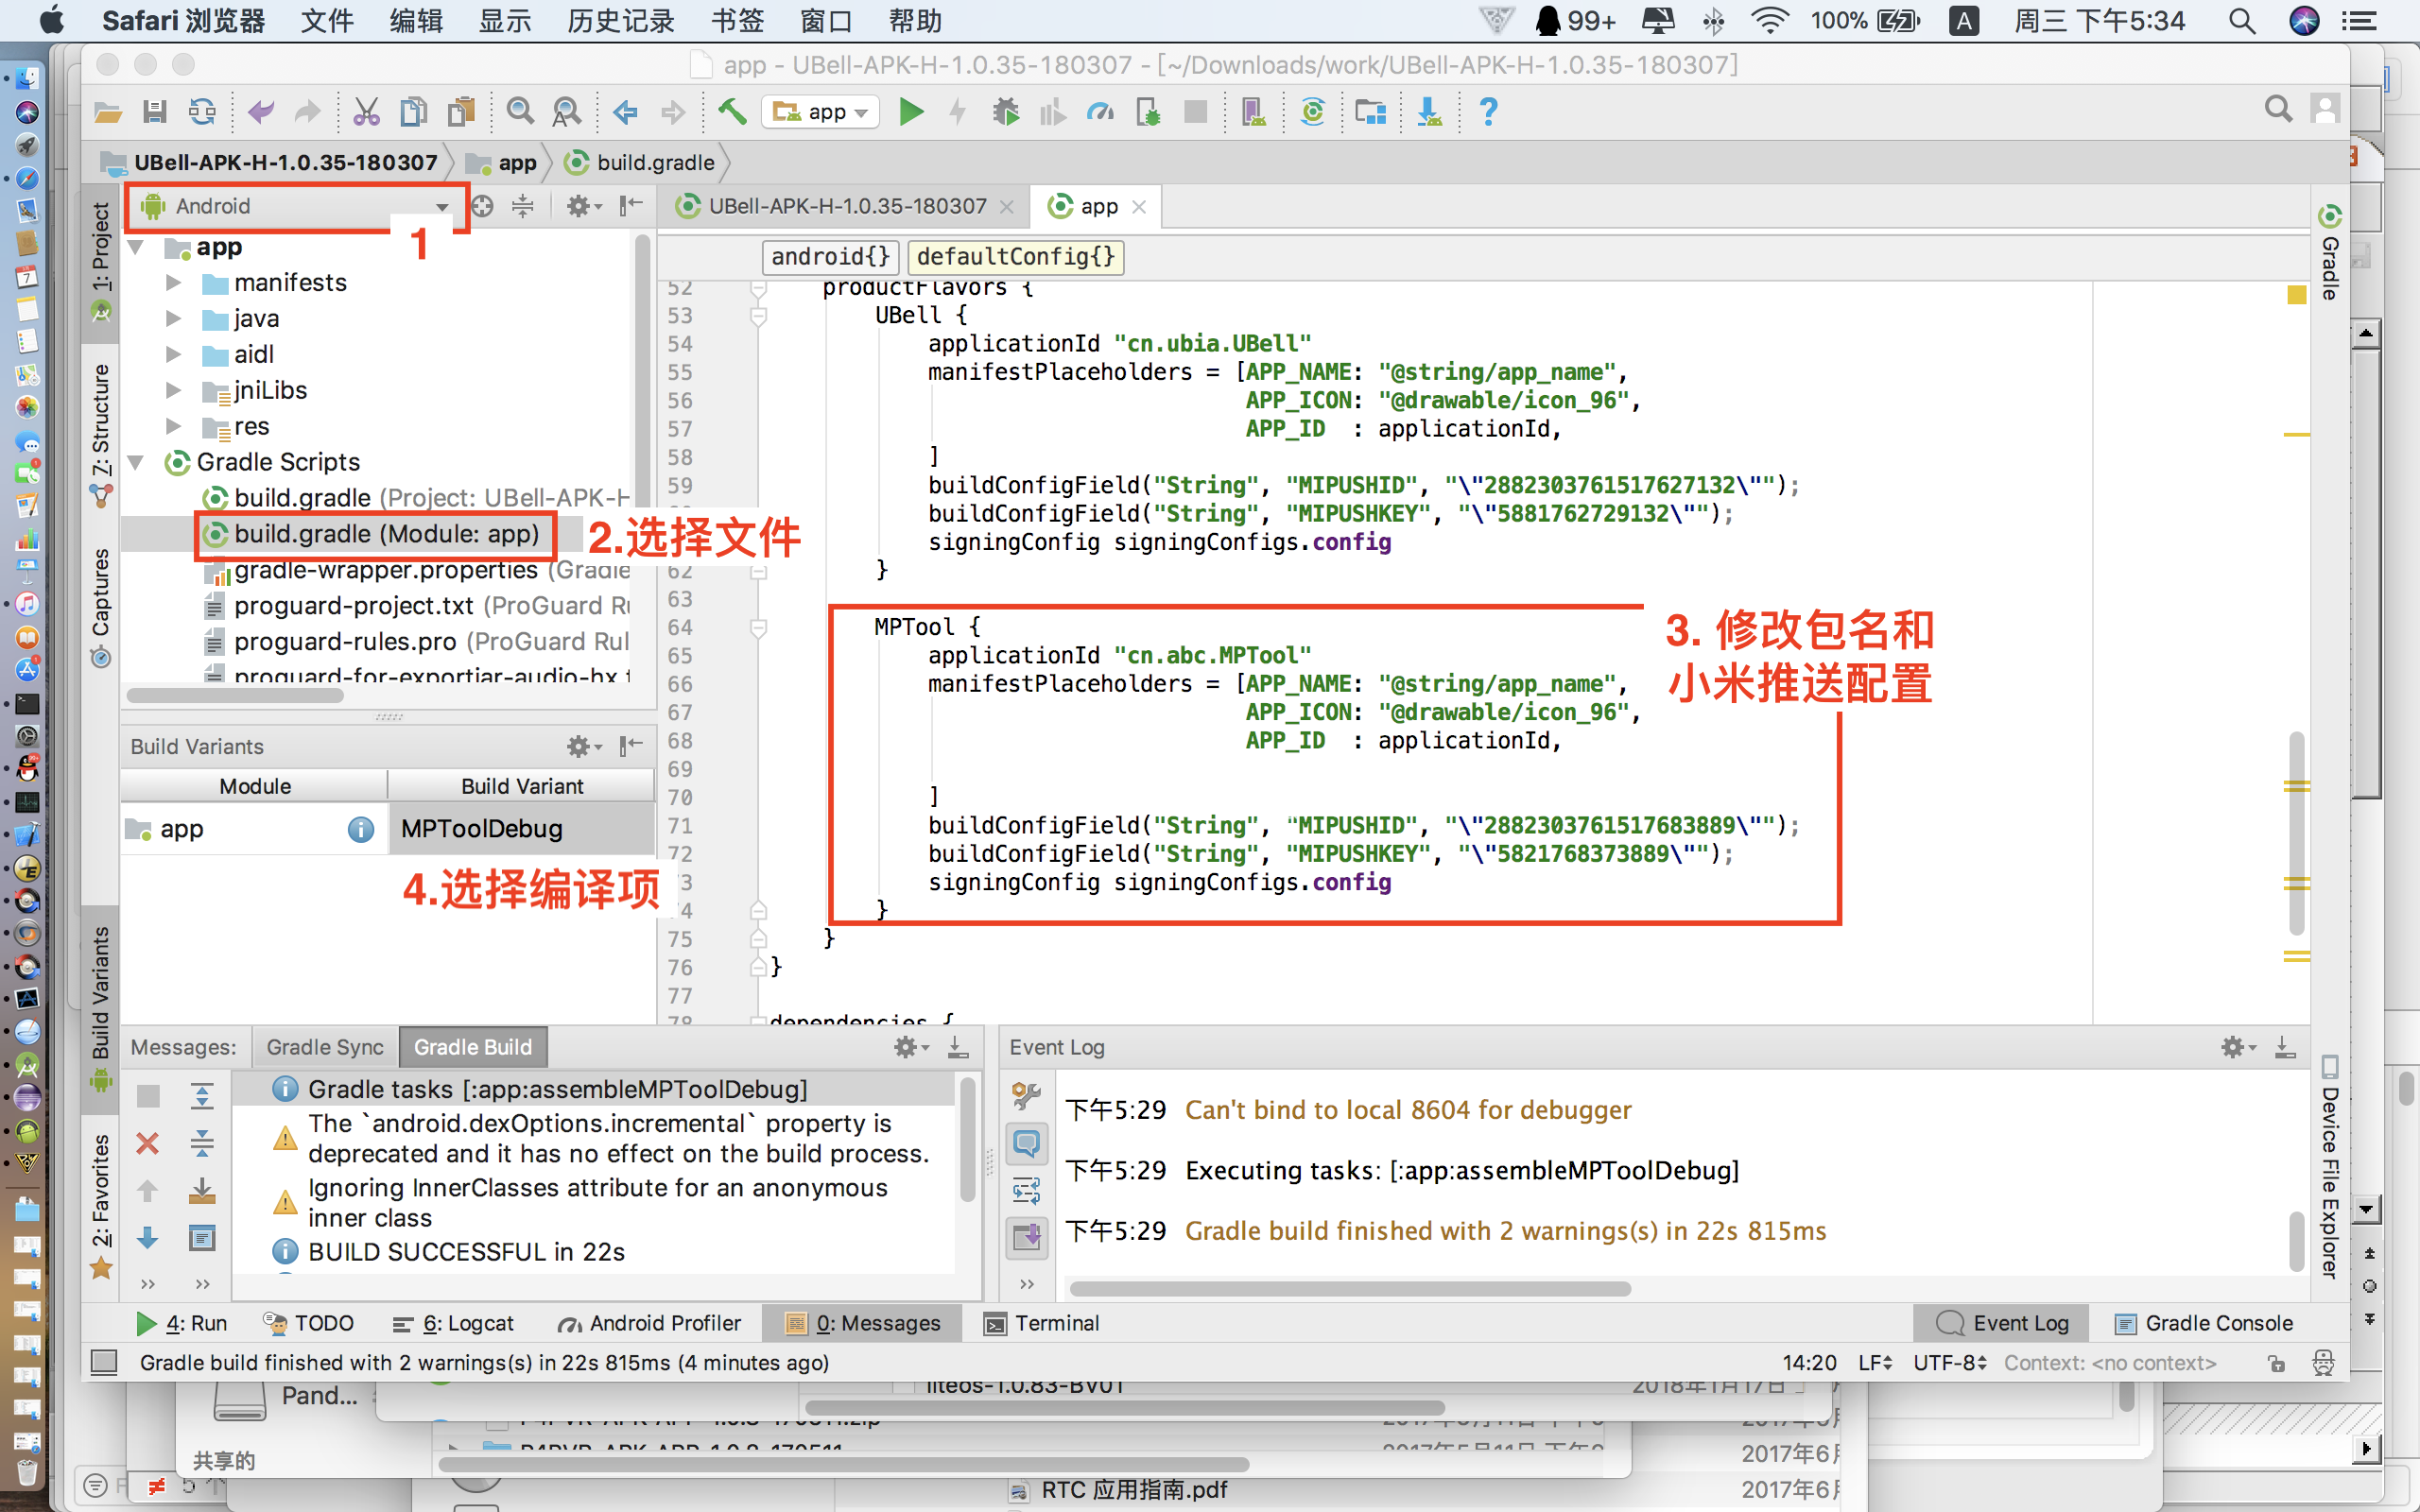 Safari 浏览器 文件 编辑 显示 历史记录 书签 窗口 帮助
99+ 100% A 周三 下午5:34
app - UBell-APK-H-1.0.35-180307 - [~/Downloads/work/UBell-APK-H-1.0.35-180307]
app
UBell-APK-H-1.0.35-180307 app build.gradle
1: Project
7: Structure
Captures
Build Variants
2: Favorites
Android
1
app
manifests
java
aidl
jniLibs
res
Gradle Scripts
build.gradle (Project: UBell-APK-H
build.gradle (Module: app)
2.选择文件
gradle-wrapper.properties (Gradle
proguard-project.txt (ProGuard Ru
proguard-rules.pro (ProGuard Rul
proguard-for-exportjar-audio-hx.t
Build Variants
Module Build Variant
app MPToolDebug
4.选择编译项
UBell-APK-H-1.0.35-180307 app
android{} defaultConfig{}
52 productFlavors {
53 UBell {
54 applicationId "cn.ubia.UBell"
55 manifestPlaceholders = [APP_NAME: "@string/app_name",
56 APP_ICON: "@drawable/icon_96",
57 APP_ID : applicationId,
58 ]
59 buildConfigField("String", "MIPUSHID", "\"2882303761517627132\"");
buildConfigField("String", "MIPUSHKEY", "\"5881762729132\"");
signingConfig signingConfigs.config
62 }
63
64 MPTool {
65 applicationId "cn.abc.MPTool"
66 manifestPlaceholders = [APP_NAME: "@string/app_name",
67 APP_ICON: "@drawable/icon_96",
68 APP_ID : applicationId,
69
70 ]
71 buildConfigField("String", "MIPUSHID", "\"2882303761517683889\"");
72 buildConfigField("String", "MIPUSHKEY", "\"5821768373889\"");
3 signingConfig signingConfigs.config
4 }
75 }
76 }
77
78 dependencies {
3. 修改包名和
小米推送配置
Gradle
Device File Explorer
Messages: Gradle Sync Gradle Build
Gradle tasks [:app:assembleMPToolDebug]
The `android.dexOptions.incremental` property is
deprecated and it has no effect on the build process.
Ignoring InnerClasses attribute for an anonymous
inner class
BUILD SUCCESSFUL in 22s
Event Log
下午5:29 Can't bind to local 8604 for debugger
下午5:29 Executing tasks: [:app:assembleMPToolDebug]
下午5:29 Gradle build finished with 2 warnings(s) in 22s 815ms
4: Run TODO 6: Logcat Android Profiler 0: Messages Terminal Event Log Gradle Console
Gradle build finished with 2 warnings(s) in 22s 815ms (4 minutes ago) 14:20 LF UTF-8 Context: <no context>
Pand... liteos-1.0.83-BV01 2018年1月17日
共享的 2017年6月
RTC 应用指南.pdf 2017年6月